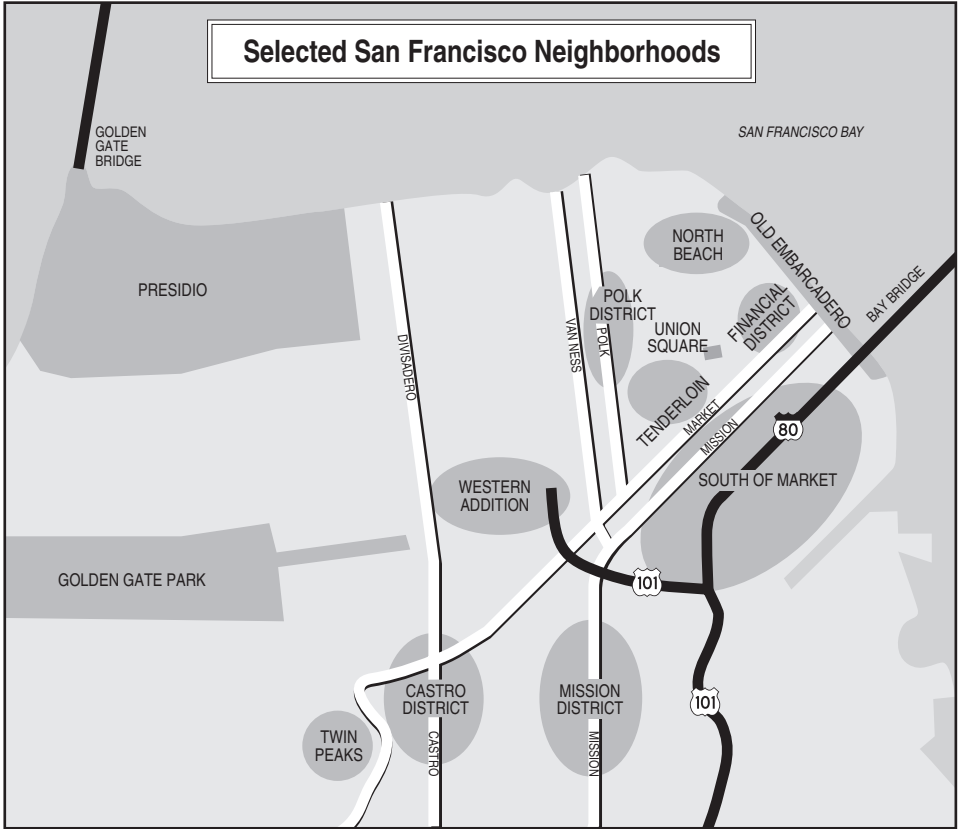 Selected San Francisco Neighborhoods
GOLDEN
GATE
BRIDGE
SAN FRANCISCO BAY
OLD EMBARCADERO
NORTH
BEACH
BAY BRIDGE
PRESIDIO
POLK
DISTRICT
FINANCIAL
DISTRICT
UNION
SQUARE
DIVISADERO
VAN NESS
POLK
TENDERLOIN
MARKET
MISSION
80
WESTERN
ADDITION
SOUTH OF MARKET
GOLDEN GATE PARK
101
CASTRO
DISTRICT
MISSION
DISTRICT
101
TWIN
PEAKS
CASTRO
MISSION